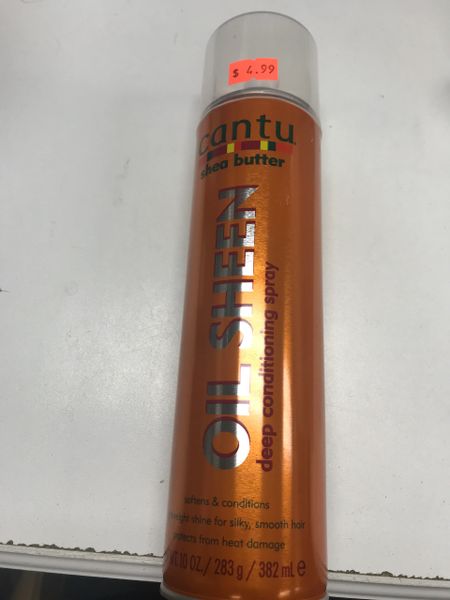 $ 4.99
cantu
shea butter
OIL SHEEN
deep conditioning spray
softens & conditions
shine for silky, smooth hair
protects from heat damage
WT. 10 OZ./ 283 g / 382 mL e